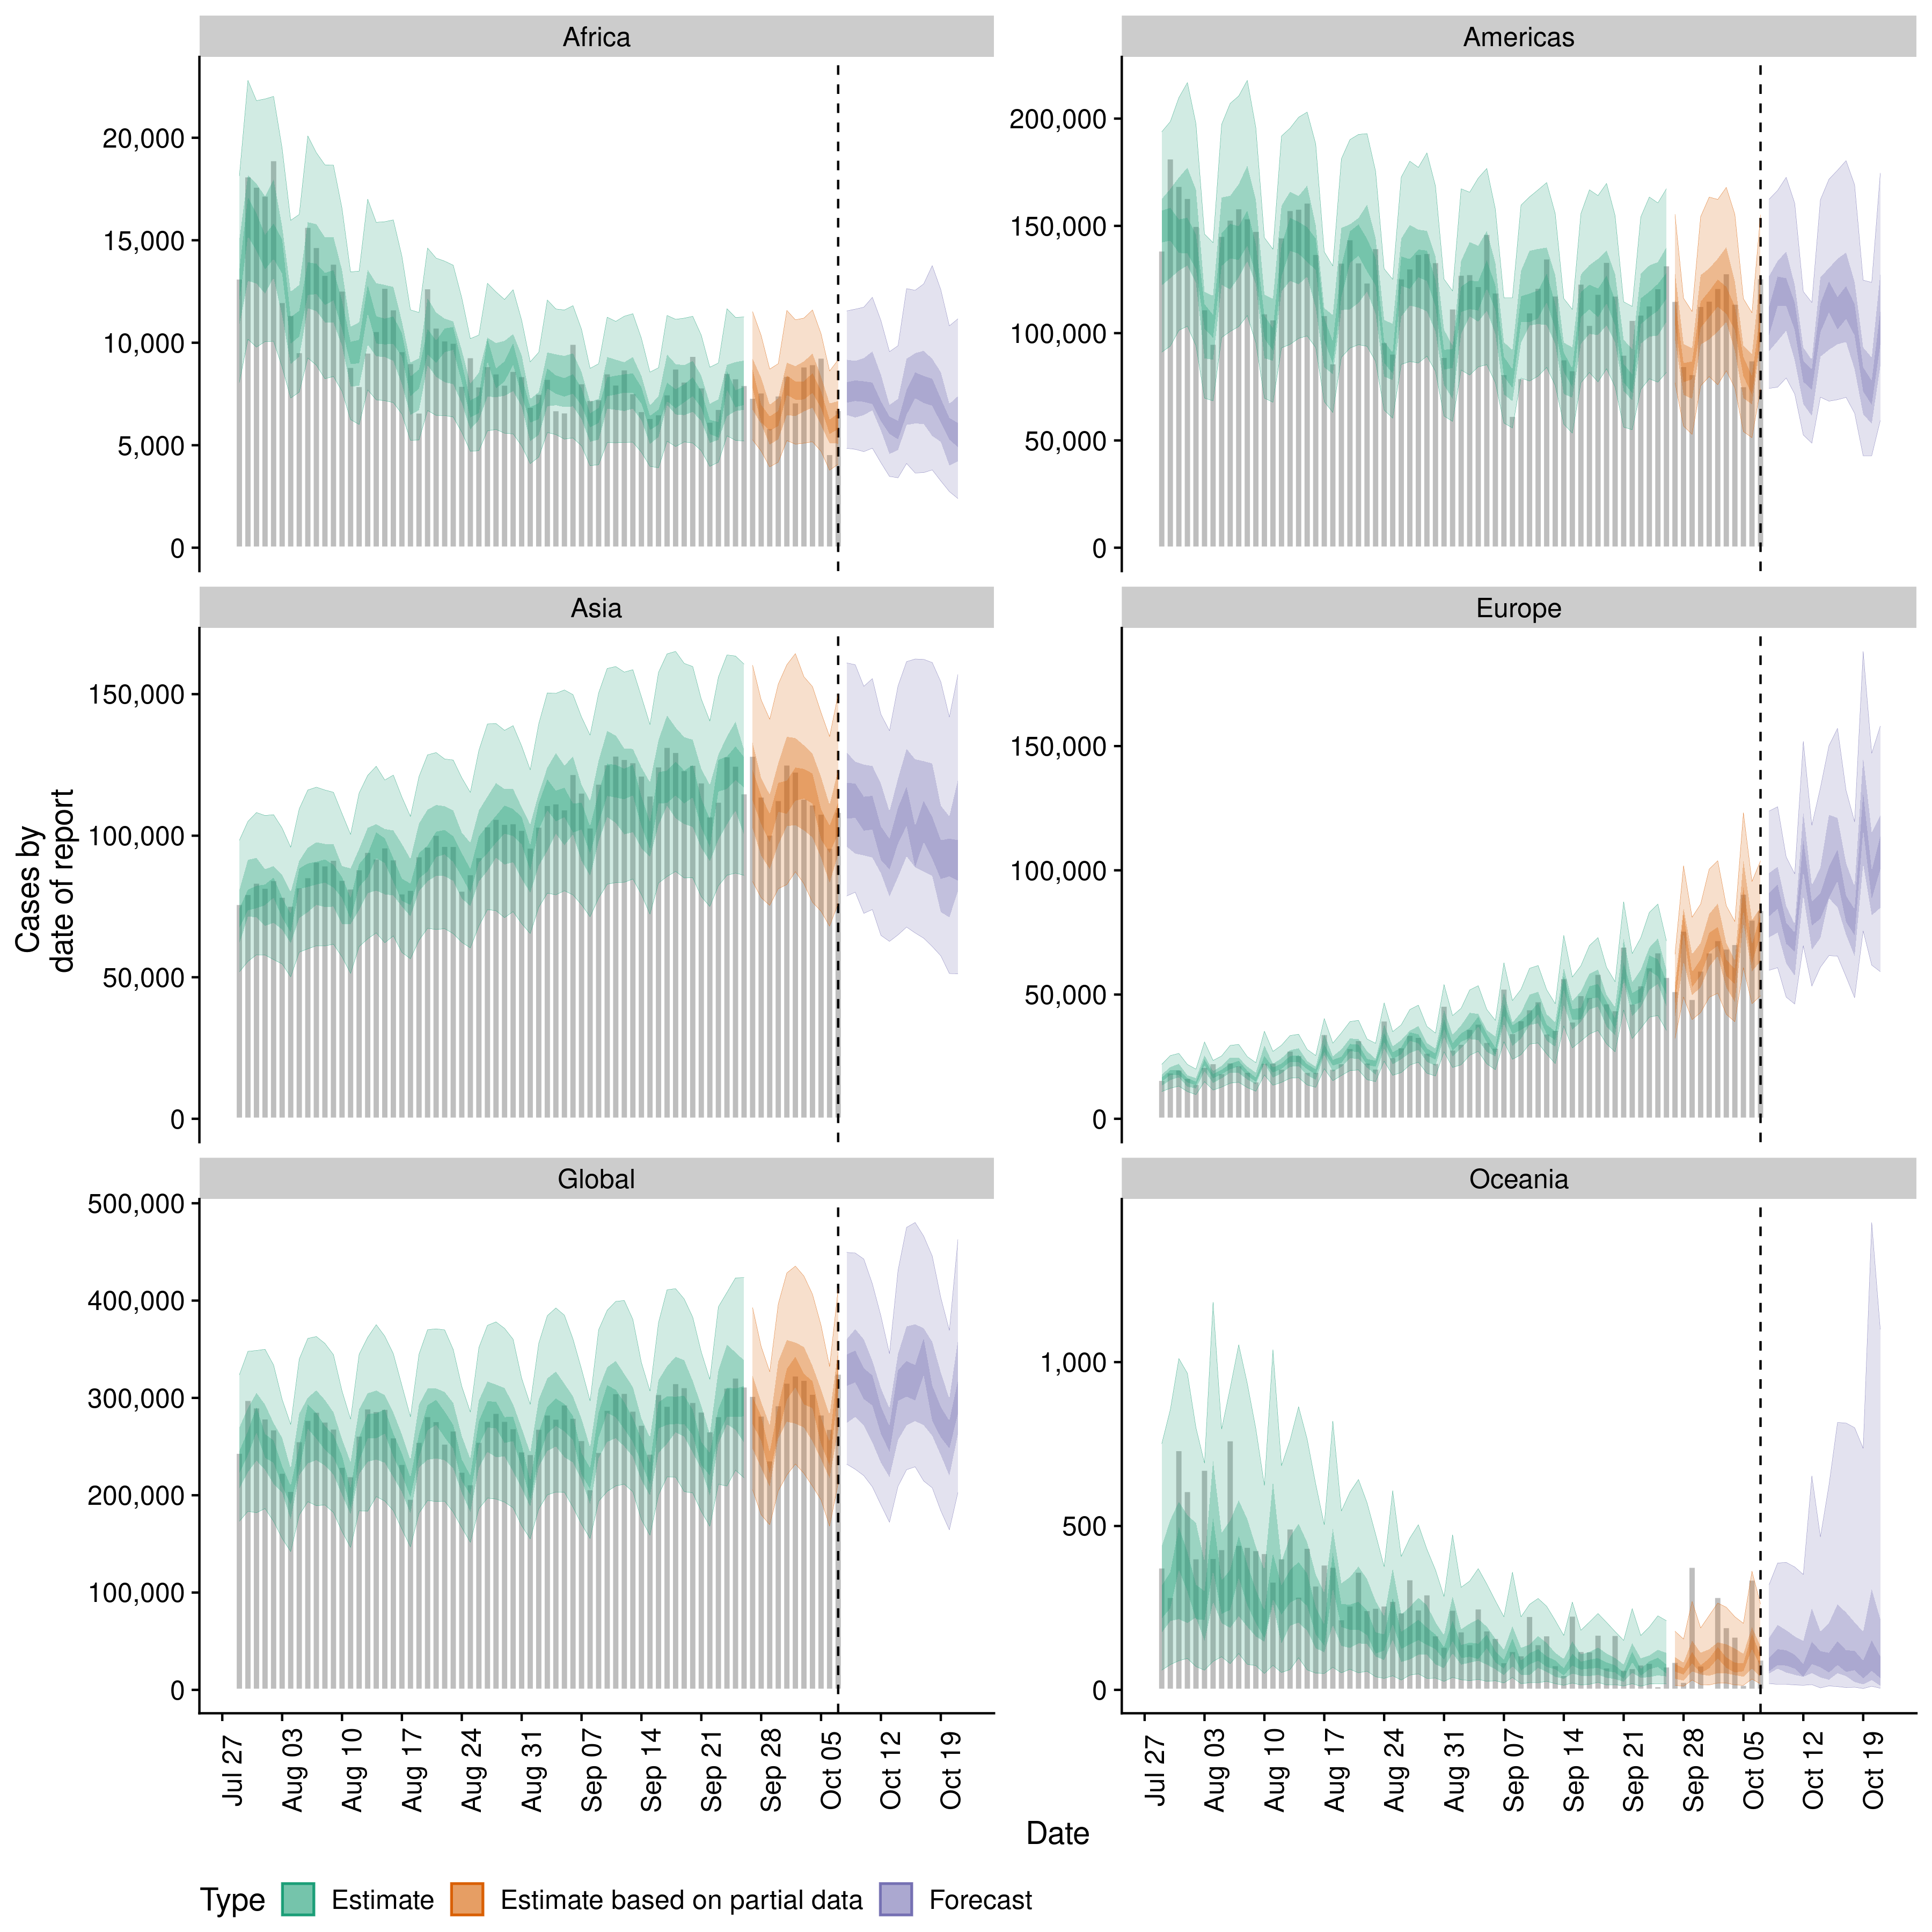 Africa
Americas
20,000
15,000
10,000
5,000
0
200,000
150,000
100,000
50,000
0
Asia
Europe
150,000
100,000
50,000
0
150,000
100,000
50,000
0
Global
Oceania
500,000
400,000
300,000
200,000
100,000
0
1,000
500
0
Cases by
date of report
Jul 27
Aug 03
Aug 10
Aug 17
Aug 24
Aug 31
Sep 07
Sep 14
Sep 21
Sep 28
Oct 05
Oct 12
Oct 19
Jul 27
Aug 03
Aug 10
Aug 17
Aug 24
Aug 31
Sep 07
Sep 14
Sep 21
Sep 28
Oct 05
Oct 12
Oct 19
Date
Type Estimate Estimate based on partial data Forecast